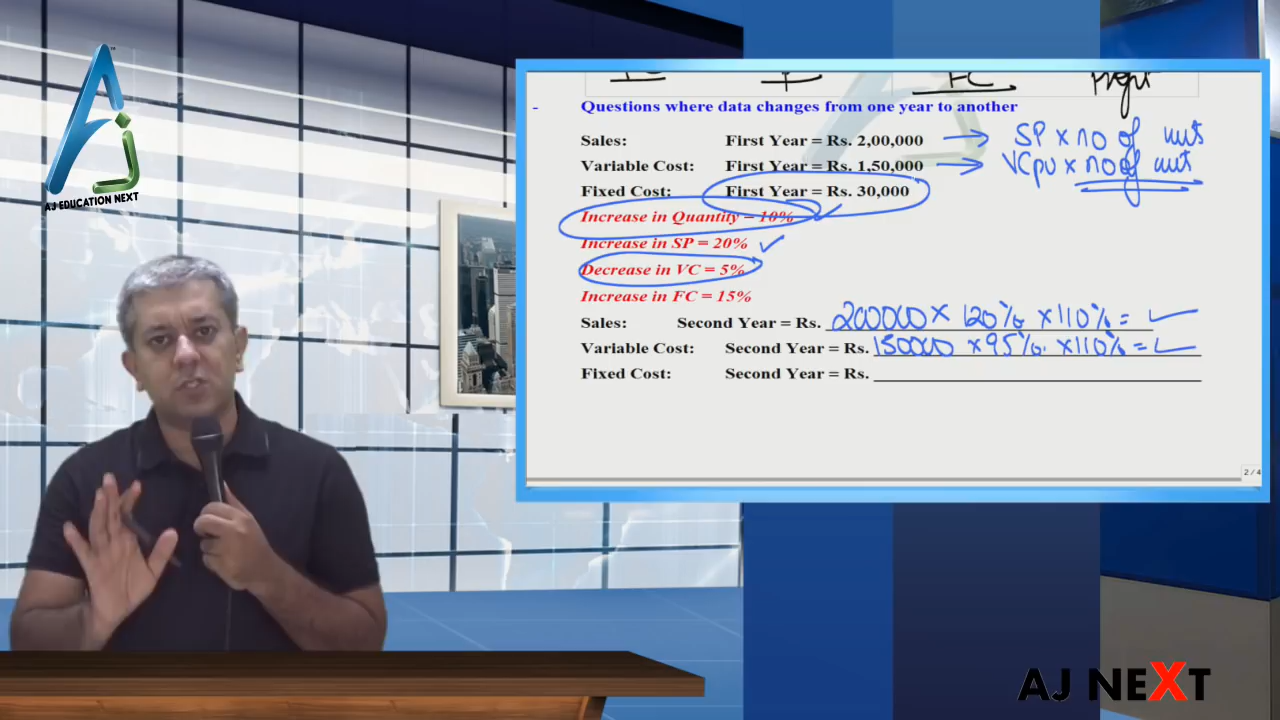 AJ EDUCATION NEXT
FC
Profit
- Questions where data changes from one year to another
Sales: First Year = Rs. 2,00,000 → SP x no of units
Variable Cost: First Year = Rs. 1,50,000 → VCpu x no of unit
Fixed Cost: First Year = Rs. 30,000
Increase in Quantity = 10%
Increase in SP = 20%
Decrease in VC = 5%
Increase in FC = 15%
Sales: Second Year = Rs. 200000 x 120% x 110% =
Variable Cost: Second Year = Rs. 150000 x 95% x 110% =
Fixed Cost: Second Year = Rs.
2 / 4
AJ NEXT